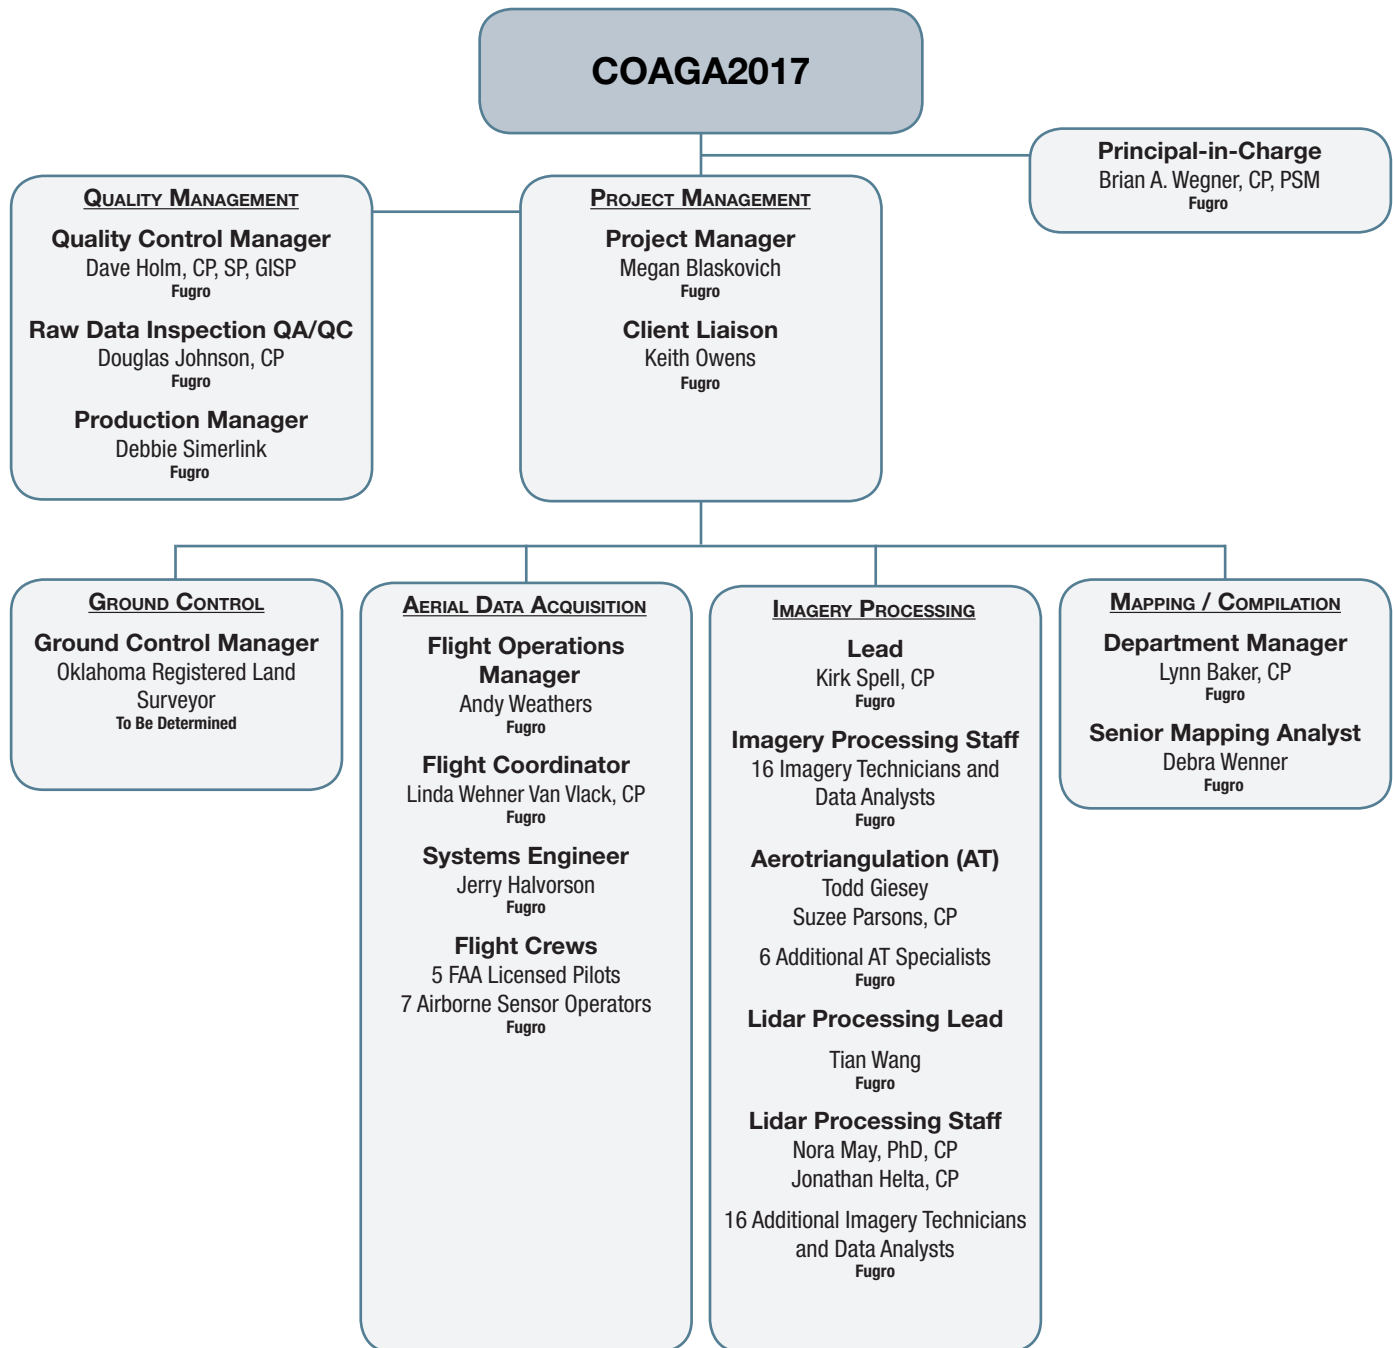 COAGA2017
Principal-in-Charge
Brian A. Wegner, CP, PSM
Fugro
Quality Management
Quality Control Manager
Dave Holm, CP, SP, GISP
Fugro
Raw Data Inspection QA/QC
Douglas Johnson, CP
Fugro
Production Manager
Debbie Simerlink
Fugro
Project Management
Project Manager
Megan Blaskovich
Fugro
Client Liaison
Keith Owens
Fugro
Ground Control
Ground Control Manager
Oklahoma Registered Land
Surveyor
To Be Determined
Aerial Data Acquisition
Flight Operations
Manager
Andy Weathers
Fugro
Flight Coordinator
Linda Wehner Van Vlack, CP
Fugro
Systems Engineer
Jerry Halvorson
Fugro
Flight Crews
5 FAA Licensed Pilots
7 Airborne Sensor Operators
Fugro
Imagery Processing
Lead
Kirk Spell, CP
Fugro
Imagery Processing Staff
16 Imagery Technicians and
Data Analysts
Fugro
Aerotriangulation (AT)
Todd Giesey
Suzee Parsons, CP
6 Additional AT Specialists
Fugro
Lidar Processing Lead
Tian Wang
Fugro
Lidar Processing Staff
Nora May, PhD, CP
Jonathan Helta, CP
16 Additional Imagery Technicians
and Data Analysts
Fugro
Mapping / Compilation
Department Manager
Lynn Baker, CP
Fugro
Senior Mapping Analyst
Debra Wenner
Fugro